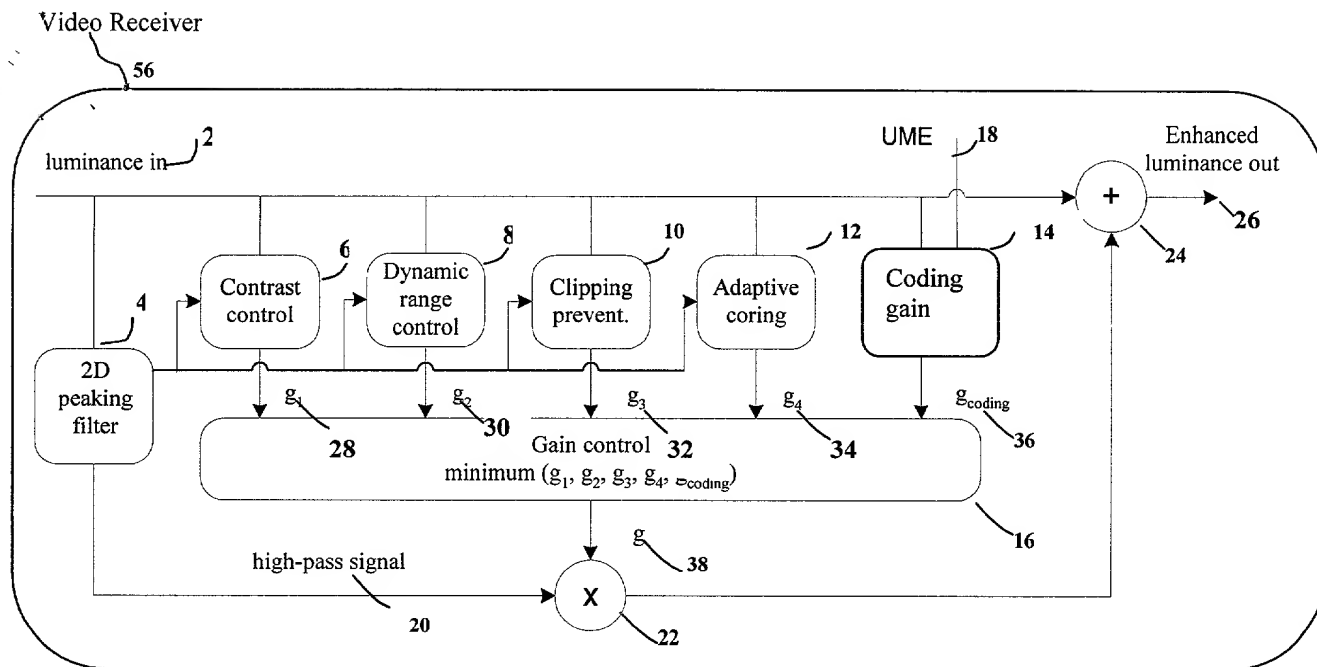 Video Receiver
56
luminance in
2
UME
18
Enhanced
luminance out
26
+
24
4
2D
peaking
filter
6
Contrast
control
8
Dynamic
range
control
10
Clipping
prevent.
12
Adaptive
coring
14
Coding
gain
g1
28
g2
30
g3
32
g4
34
gcoding
36
Gain control
minimum (g1, g2, g3, g4, gcoding)
16
g
38
high-pass signal
20
X
22